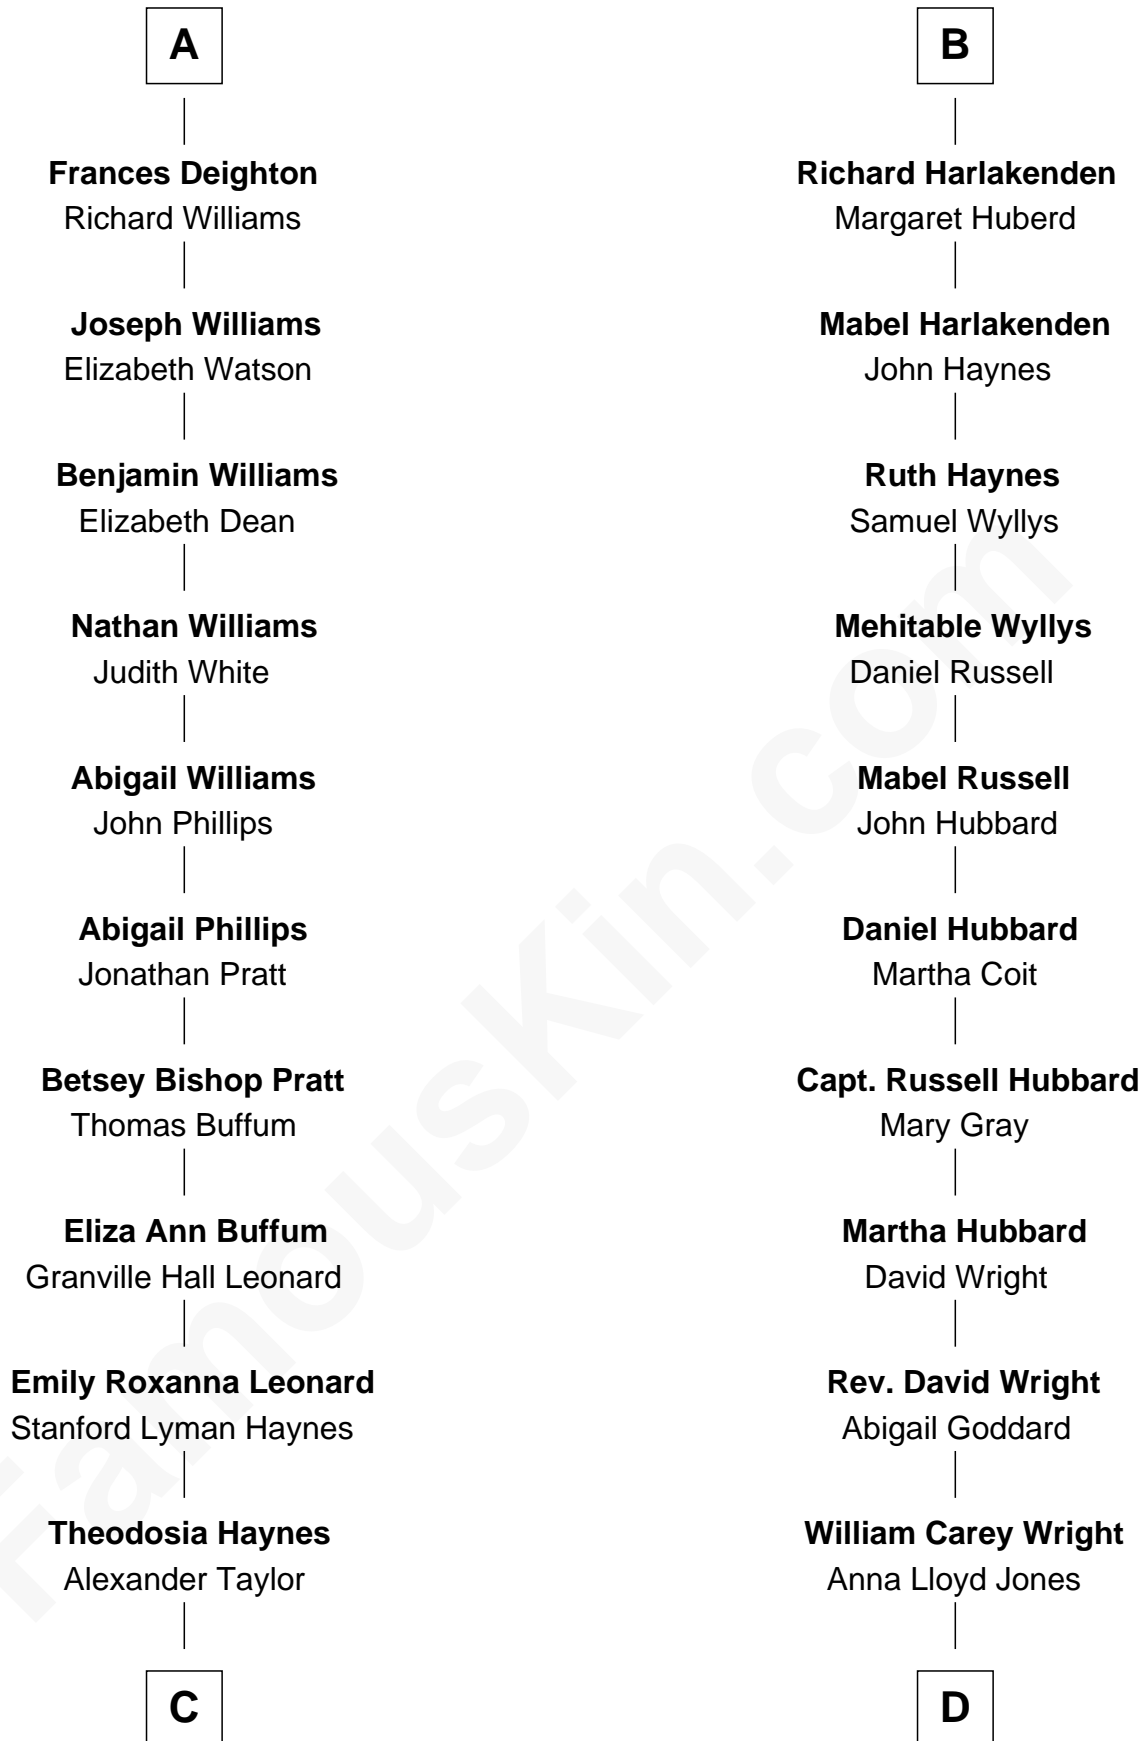 A
Frances Deighton
Richard Williams
Joseph Williams
Elizabeth Watson
Benjamin Williams
Elizabeth Dean
Nathan Williams
Judith White
Abigail Williams
John Phillips
Abigail Phillips
Jonathan Pratt
Betsey Bishop Pratt
Thomas Buffum
Eliza Ann Buffum
Granville Hall Leonard
Emily Roxanna Leonard
Stanford Lyman Haynes
Theodosia Haynes
Alexander Taylor
C
B
Richard Harlakenden
Margaret Huberd
Mabel Harlakenden
John Haynes
Ruth Haynes
Samuel Wyllys
Mehitable Wyllys
Daniel Russell
Mabel Russell
John Hubbard
Daniel Hubbard
Martha Coit
Capt. Russell Hubbard
Mary Gray
Martha Hubbard
David Wright
Rev. David Wright
Abigail Goddard
William Carey Wright
Anna Lloyd Jones
D
FamousKin.com